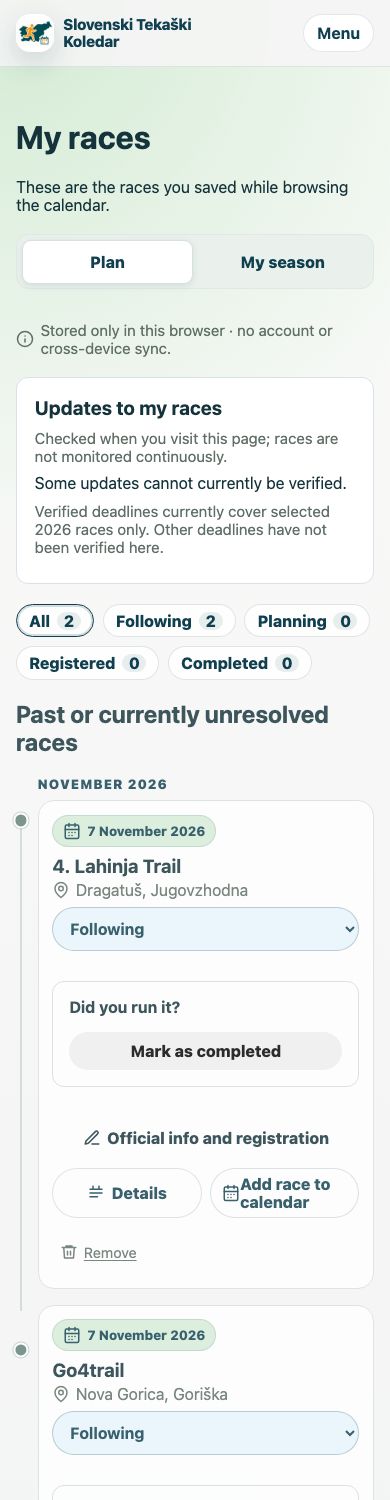 Slovenski Tekaški
Koledar
Menu
My races
These are the races you saved while browsing
the calendar.
Plan
My season
Stored only in this browser · no account or
cross-device sync.
Updates to my races
Checked when you visit this page; races are
not monitored continuously.
Some updates cannot currently be verified.
Verified deadlines currently cover selected
2026 races only. Other deadlines have not
been verified here.
All 2
Following 2
Planning 0
Registered 0
Completed 0
Past or currently unresolved
races
NOVEMBER 2026
7 November 2026
4. Lahinja Trail
Dragatuš, Jugovzhodna
Following
Did you run it?
Mark as completed
Official info and registration
Details
Add race to
calendar
Remove
7 November 2026
Go4trail
Nova Gorica, Goriška
Following